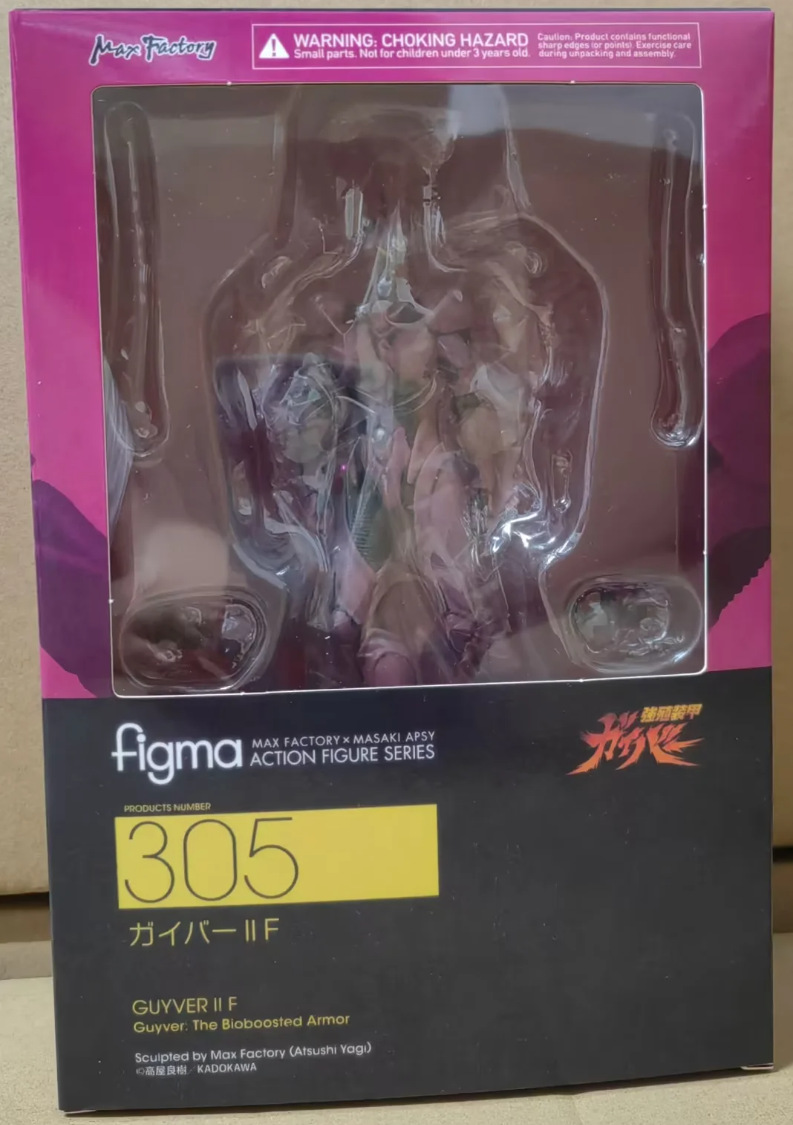 Max Factory
WARNING: CHOKING HAZARD
Small parts. Not for children under 3 years old.
Caution: Product contains functional
sharp edges (or points). Exercise care
during unpacking and assembly.
figma
MAX FACTORY × MASAKI APSY
ACTION FIGURE SERIES
強殖装甲
ガイバー
PRODUCTS NUMBER
305
ガイバーII F
GUYVER II F
Guyver: The Bioboosted Armor
Sculpted by Max Factory (Atsushi Yagi)
©高屋良樹／KADOKAWA